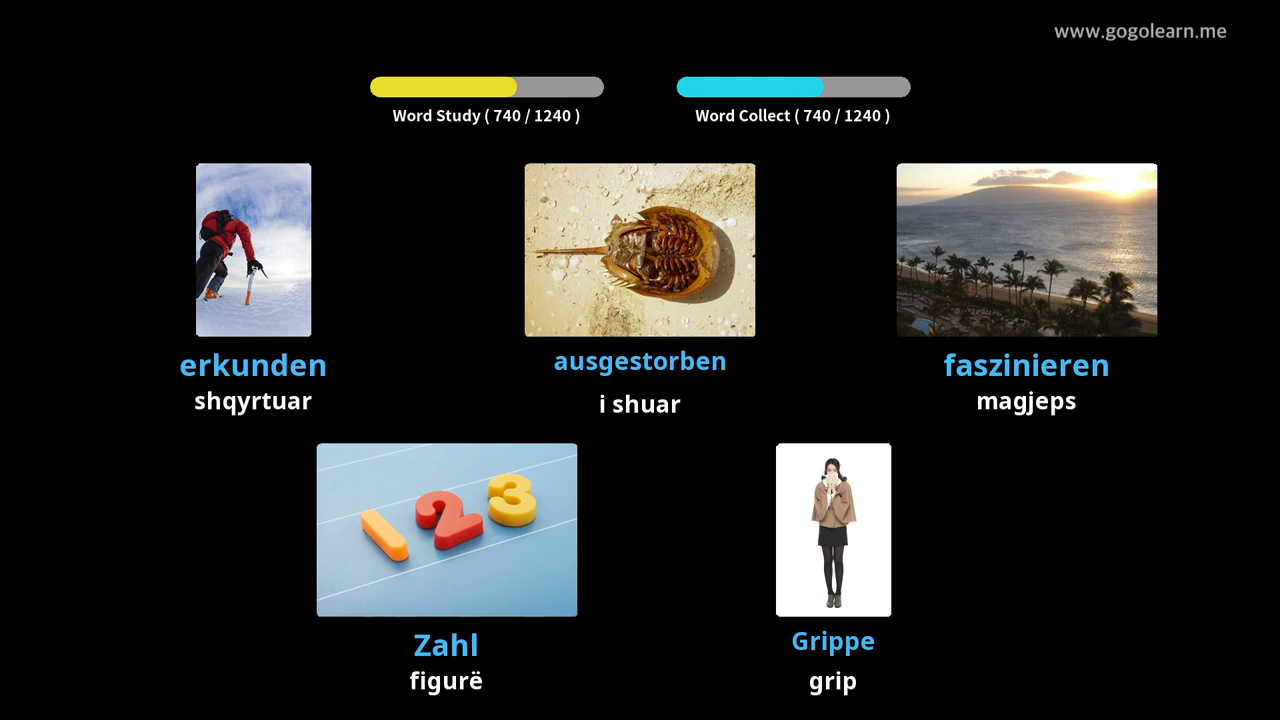 www.gogolearn.me
Word Study ( 740 / 1240 )
Word Collect ( 740 / 1240 )
erkunden
shqyrtuar
ausgestorben
i shuar
faszinieren
magjeps
123
Zahl
figurë
Grippe
grip